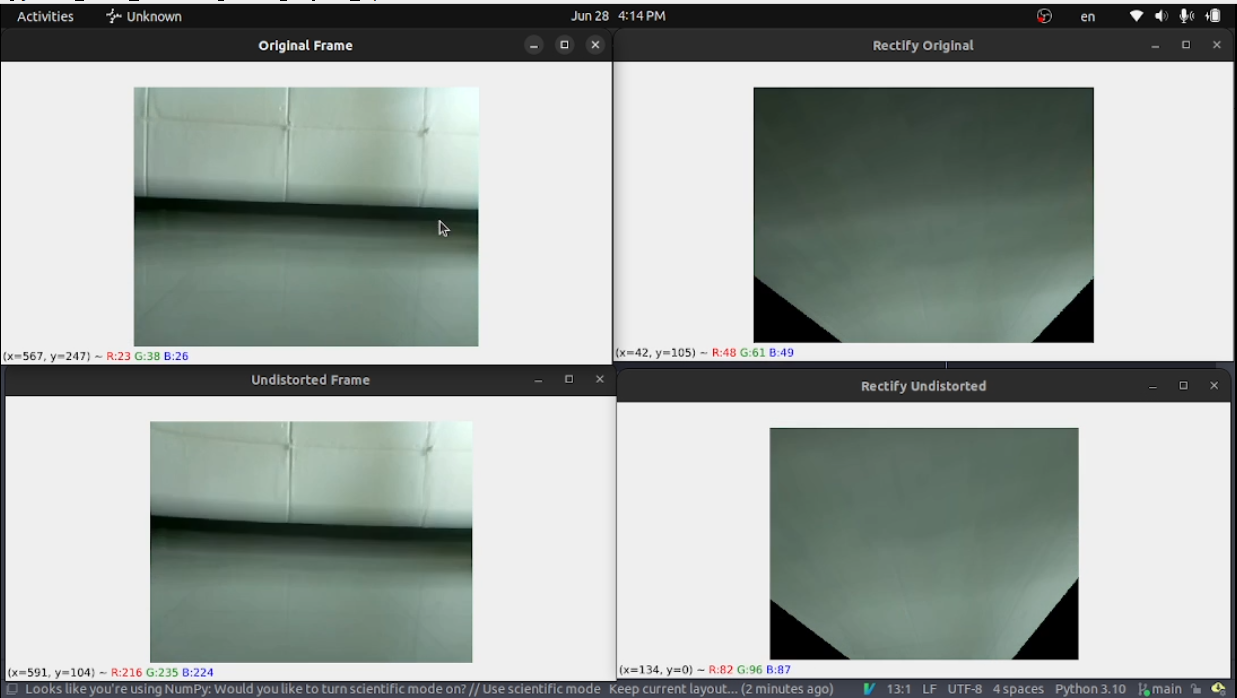 Activities Unknown Jun 28 4:14 PM en
Original Frame
Rectify Original
(x=567, y=247) ~ R:23 G:38 B:26
(x=42, y=105) ~ R:48 G:61 B:49
Undistorted Frame
Rectify Undistorted
(x=591, y=104) ~ R:216 G:235 B:224
(x=134, y=0) ~ R:82 G:96 B:87
Looks like you're using NumPy: Would you like to turn scientific mode on? // Use scientific mode Keep current layout... (2 minutes ago) 13:1 LF UTF-8 4 spaces Python 3.10 main